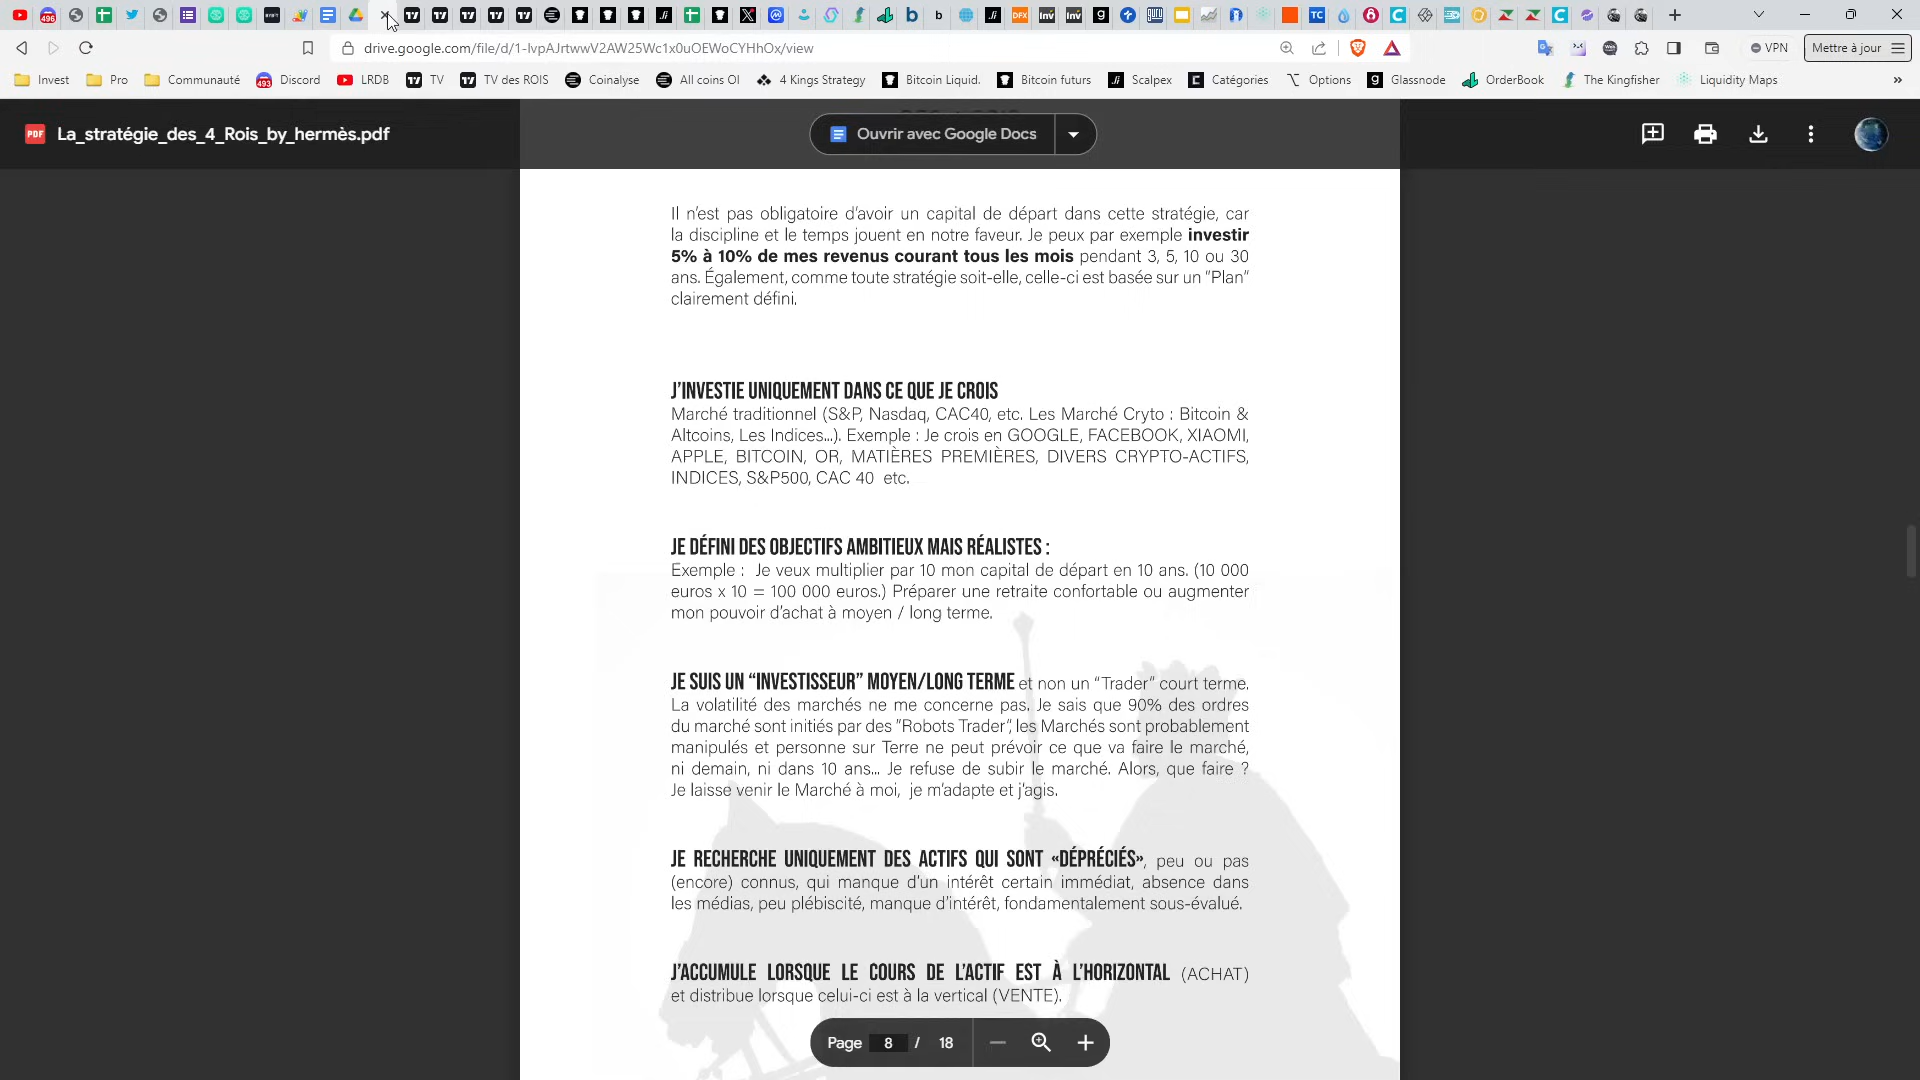 496
drive.google.com/file/d/1-IvpAJrtwwV2AW25Wc1x0uOEWoCYHhOx/view
VPN
Mettre à jour
Invest
Pro
Communauté
493
Discord
LRDB
TV
TV des ROIS
Coinalyse
All coins OI
4 Kings Strategy
Bitcoin Liquid.
Bitcoin futurs
Scalpex
Catégories
Options
Glassnode
OrderBook
The Kingfisher
Liquidity Maps
»
PDF
La_stratégie_des_4_Rois_by_hermès.pdf
Ouvrir avec Google Docs
Il n’est pas obligatoire d’avoir un capital de départ dans cette stratégie, car
la discipline et le temps jouent en notre faveur. Je peux par exemple investir
5% à 10% de mes revenus courant tous les mois pendant 3, 5, 10 ou 30
ans. Également, comme toute stratégie soit-elle, celle-ci est basée sur un “Plan”
clairement défini.
J’INVESTIE UNIQUEMENT DANS CE QUE JE CROIS
Marché traditionnel (S&P, Nasdaq, CAC40, etc. Les Marché Cryto : Bitcoin &
Altcoins, Les Indices...). Exemple : Je crois en GOOGLE, FACEBOOK, XIAOMI,
APPLE, BITCOIN, OR, MATIÈRES PREMIÈRES, DIVERS CRYPTO-ACTIFS,
INDICES, S&P500, CAC 40 etc.
JE DÉFINI DES OBJECTIFS AMBITIEUX MAIS RÉALISTES :
Exemple : Je veux multiplier par 10 mon capital de départ en 10 ans. (10 000
euros x 10 = 100 000 euros.) Préparer une retraite confortable ou augmenter
mon pouvoir d’achat à moyen / long terme.
JE SUIS UN “INVESTISSEUR” MOYEN/LONG TERME et non un “Trader” court terme.
La volatilité des marchés ne me concerne pas. Je sais que 90% des ordres
du marché sont initiés par des “Robots Trader”, les Marchés sont probablement
manipulés et personne sur Terre ne peut prévoir ce que va faire le marché,
ni demain, ni dans 10 ans... Je refuse de subir le marché. Alors, que faire ?
Je laisse venir le Marché à moi, je m’adapte et j’agis.
JE RECHERCHE UNIQUEMENT DES ACTIFS QUI SONT «DÉPRÉCIÉS», peu ou pas
(encore) connus, qui manque d’un intérêt certain immédiat, absence dans
les médias, peu plébiscité, manque d’intérêt, fondamentalement sous-évalué.
J’ACCUMULE LORSQUE LE COURS DE L’ACTIF EST À L’HORIZONTAL (ACHAT)
et distribue lorsque celui-ci est à la vertical (VENTE).
Page 8 / 18